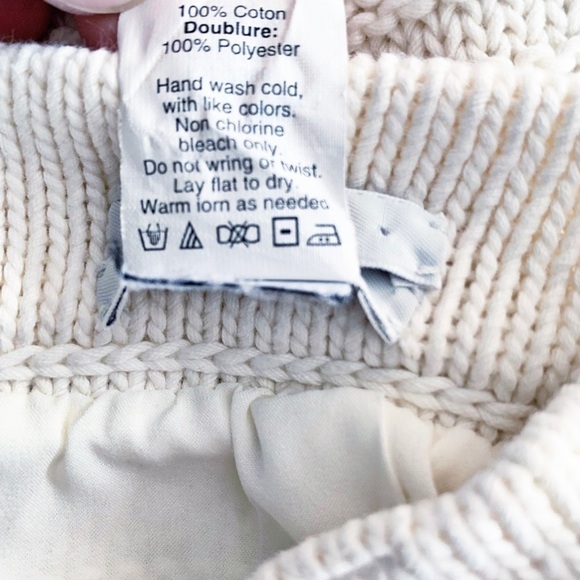 100% Coton
Doublure:
100% Polyester
Hand wash cold,
with like colors.
Non chlorine
bleach only.
Do not wring or twist.
Lay flat to dry.
Warm iorn as needed